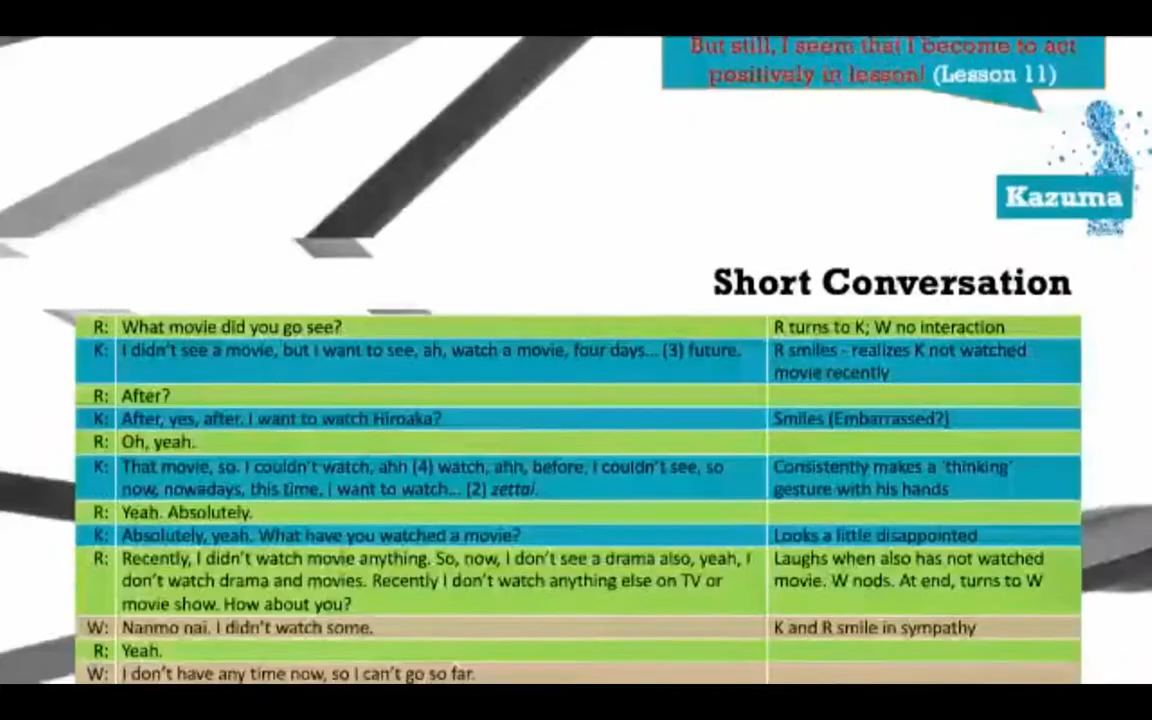 But still, I seem that I become to act
positively in lesson! (Lesson 11)
Kazuma
Short Conversation
R: What movie did you go see? R turns to K; W no interaction
K: I didn't see a movie, but I want to see, ah, watch a movie, four days... (3) future. R smiles - realizes K not watched
movie recently
R: After?
K: After, yes, after. I want to watch Hiroaka? Smiles (Embarrassed?)
R: Oh, yeah.
K: That movie, so. I couldn't watch, ahh (4) watch, ahh, before, I couldn't see, so Consistently makes a 'thinking'
now, nowadays, this time, I want to watch... (2) zettai. gesture with his hands
R: Yeah. Absolutely.
K: Absolutely, yeah. What have you watched a movie? Looks a little disappointed
R: Recently, I didn't watch movie anything. So, now, I don't see a drama also, yeah, I Laughs when also has not watched
don't watch drama and movies. Recently I don't watch anything else on TV or movie. W nods. At end, turns to W
movie show. How about you?
W: Nanmo nai. I didn't watch some. K and R smile in sympathy
R: Yeah.
W: I don't have any time now, so I can't go so far.